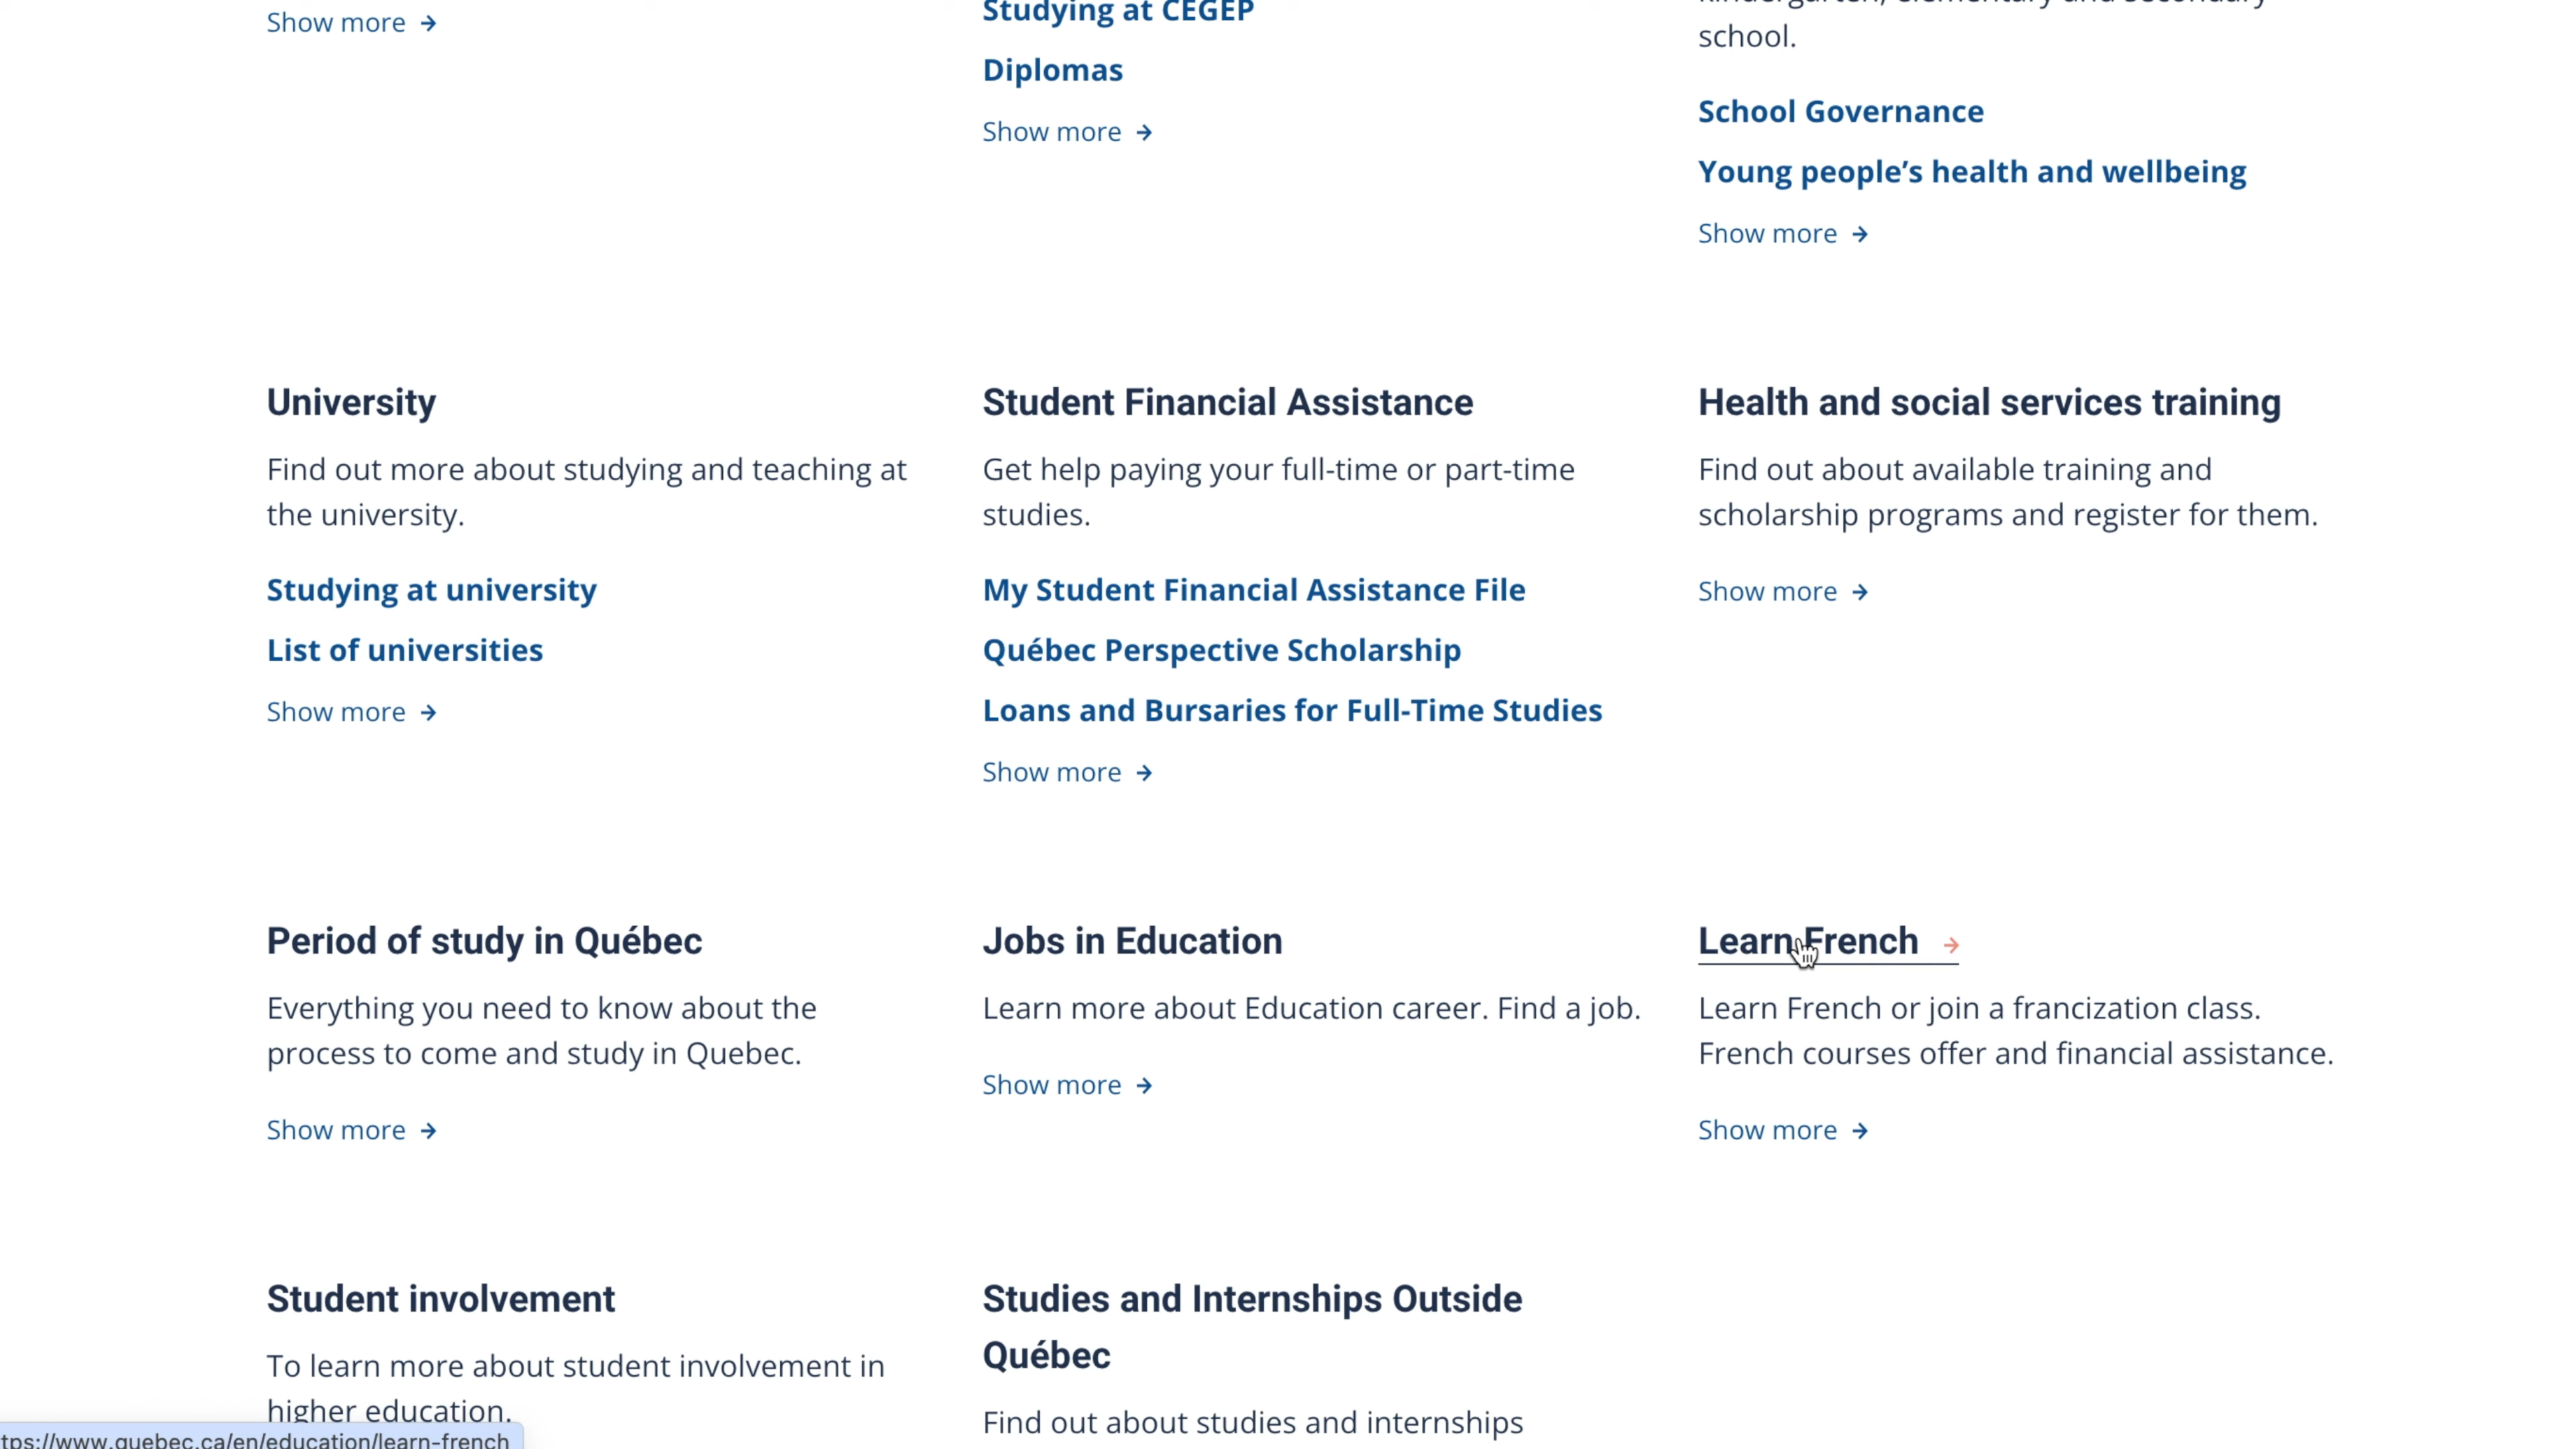 Show more
Studying at CEGEP
Diplomas
Show more
school.
School Governance
Young people’s health and wellbeing
Show more
University
Find out more about studying and teaching at
the university.
Studying at university
List of universities
Show more
Student Financial Assistance
Get help paying your full-time or part-time
studies.
My Student Financial Assistance File
Québec Perspective Scholarship
Loans and Bursaries for Full-Time Studies
Show more
Health and social services training
Find out about available training and
scholarship programs and register for them.
Show more
Period of study in Québec
Everything you need to know about the
process to come and study in Quebec.
Show more
Jobs in Education
Learn more about Education career. Find a job.
Show more
Learn French
Learn French or join a francization class.
French courses offer and financial assistance.
Show more
Student involvement
To learn more about student involvement in
higher education.
Studies and Internships Outside
Québec
Find out about studies and internships
tps://www.quebec.ca/en/education/learn-french